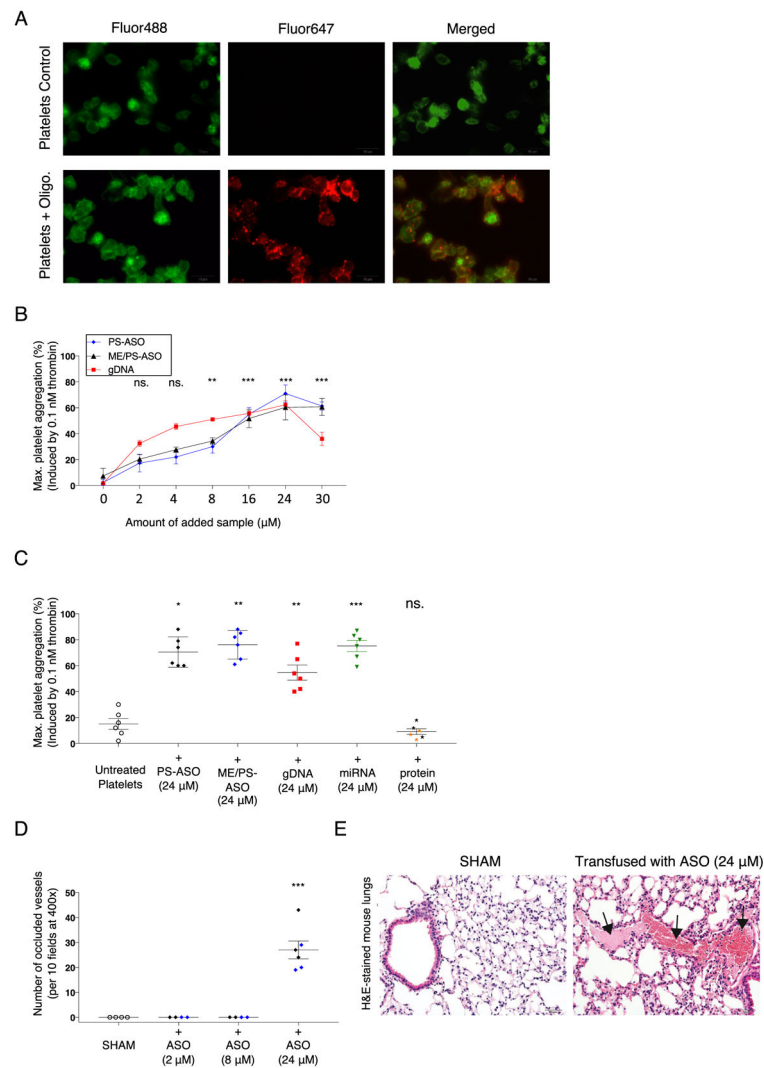 A
Fluor488
Fluor647
Merged
Platelets Control
Platelets + Oligo.
B
PS-ASO
ME/PS-ASO
gDNA
Max. platelet aggregation (%)
(Induced by 0.1 nM thrombin)
100
80
60
40
20
0
ns.
ns.
**
***
***
***
0
2
4
8
16
24
30
Amount of added sample (µM)
C
Max. platelet aggregation (%)
(Induced by 0.1 nM thrombin)
100
80
60
40
20
0
*
**
**
***
ns.
Untreated
Platelets
+
PS-ASO
(24 µM)
+
ME/PS-
ASO
(24 µM)
+
gDNA
(24 µM)
+
miRNA
(24 µM)
+
protein
(24 µM)
D
Number of occluded vessels
(per 10 fields at 400x)
50
40
30
20
10
0
***
SHAM
+
ASO
(2 µM)
+
ASO
(8 µM)
+
ASO
(24 µM)
E
SHAM
Transfused with ASO (24 µM)
H&E-stained mouse lungs